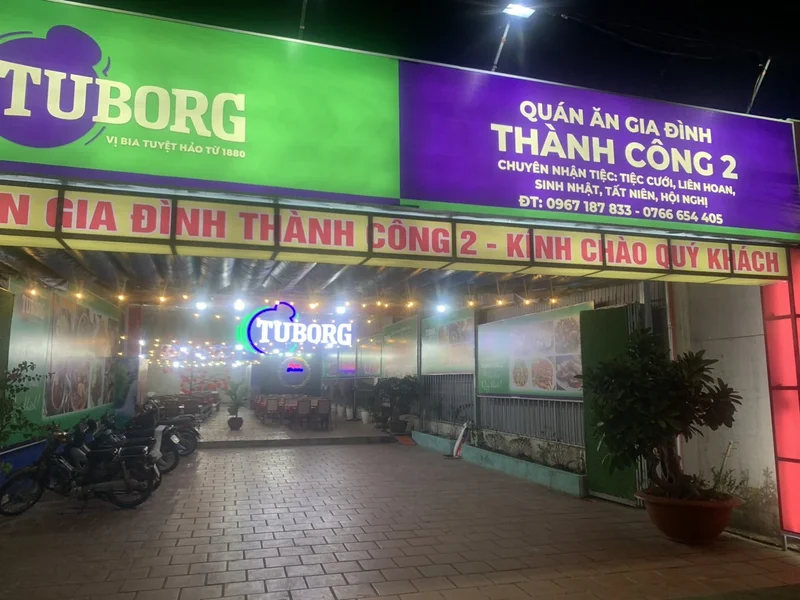 TUBORG
VỊ BIA TUYỆT HẢO TỪ 1880
QUÁN ĂN GIA ĐÌNH
THÀNH CÔNG 2
CHUYÊN NHẬN TIỆC: TIỆC CƯỚI, LIÊN HOAN,
SINH NHẬT, TẤT NIÊN, HỘI NGHỊ
ĐT: 0967 187 833 - 0766 654 405
N GIA ĐÌNH THÀNH CÔNG 2 - KÍNH CHÀO QUÝ KHÁCH
TUBORG